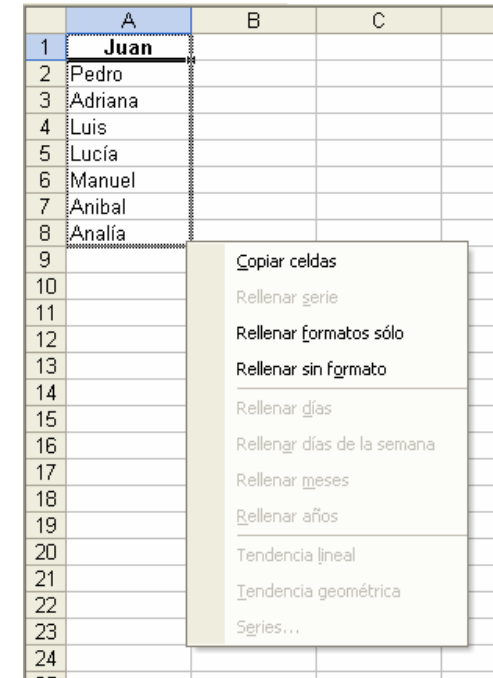 A B C
1 Juan
2 Pedro
3 Adriana
4 Luis
5 Lucía
6 Manuel
7 Anibal
8 Analía
9
10
11
12
13
14
15
16
17
18
19
20
21
22
23
24
Copiar celdas
Rellenar serie
Rellenar formatos sólo
Rellenar sin formato
Rellenar días
Rellenar días de la semana
Rellenar meses
Rellenar años
Tendencia lineal
Tendencia geométrica
Series...